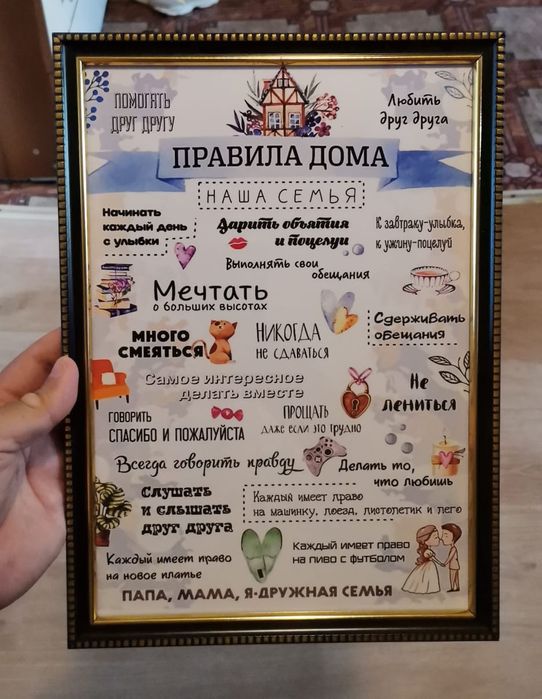 ПОМОГАТЬ
ДРУГ ДРУГУ
Любить
друг друга
ПРАВИЛА ДОМА
НАША СЕМЬЯ
Начинать
каждый день
с улыбки
Дарить объятия
и поцелуи
К завтраку-улыбка,
к ужину-поцелуй
Выполнять свои
обещания
Мечтать
о больших высотах
Сдерживать
обещания
МНОГО
СМЕЯТЬСЯ
НИКОГДА
НЕ СДАВАТЬСЯ
Самое интересное
делать вместе
Не
лениться
ГОВОРИТЬ
СПАСИБО И ПОЖАЛУЙСТА
ПРОЩАТЬ
ДАЖЕ ЕСЛИ ЭТО ТРУДНО
Всегда говорить правду
Делать то,
что любишь
Слушать
и слышать
друг друга
Каждый имеет право
на машинку, поезд, пистолетик и лего
Каждый имеет право
на новое платье
Каждый имеет право
на пиво с футболом
ПАПА, МАМА, Я-ДРУЖНАЯ СЕМЬЯ